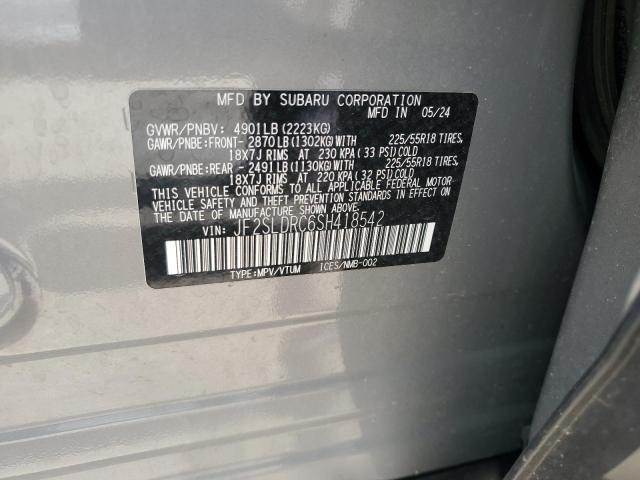 MFD BY SUBARU CORPORATION
MADE IN JAPAN 05/24
GVWR/PNBV: 4901LB (2223KG)
GAWR/PNBE:FRONT- 2870LB (1302KG) WITH 225/55R18 TIRES,
18X7J RIMS AT 230 KPA (33 PSI) COLD
GAWR/PNBE:REAR - 2491LB (1130KG) WITH 225/55R18 TIRES,
18X7J RIMS AT 220 KPA (32 PSI) COLD
THIS VEHICLE CONFORMS TO ALL APPLICABLE FEDERAL MOTOR
VEHICLE SAFETY AND THEFT PREVENTION STANDARDS IN EFFECT ON
THE DATE OF MANUFACTURE SHOWN ABOVE.
VIN: JF2SLDRC6SH418542
TYPE:MPV/VTUM ICES/NMB-002